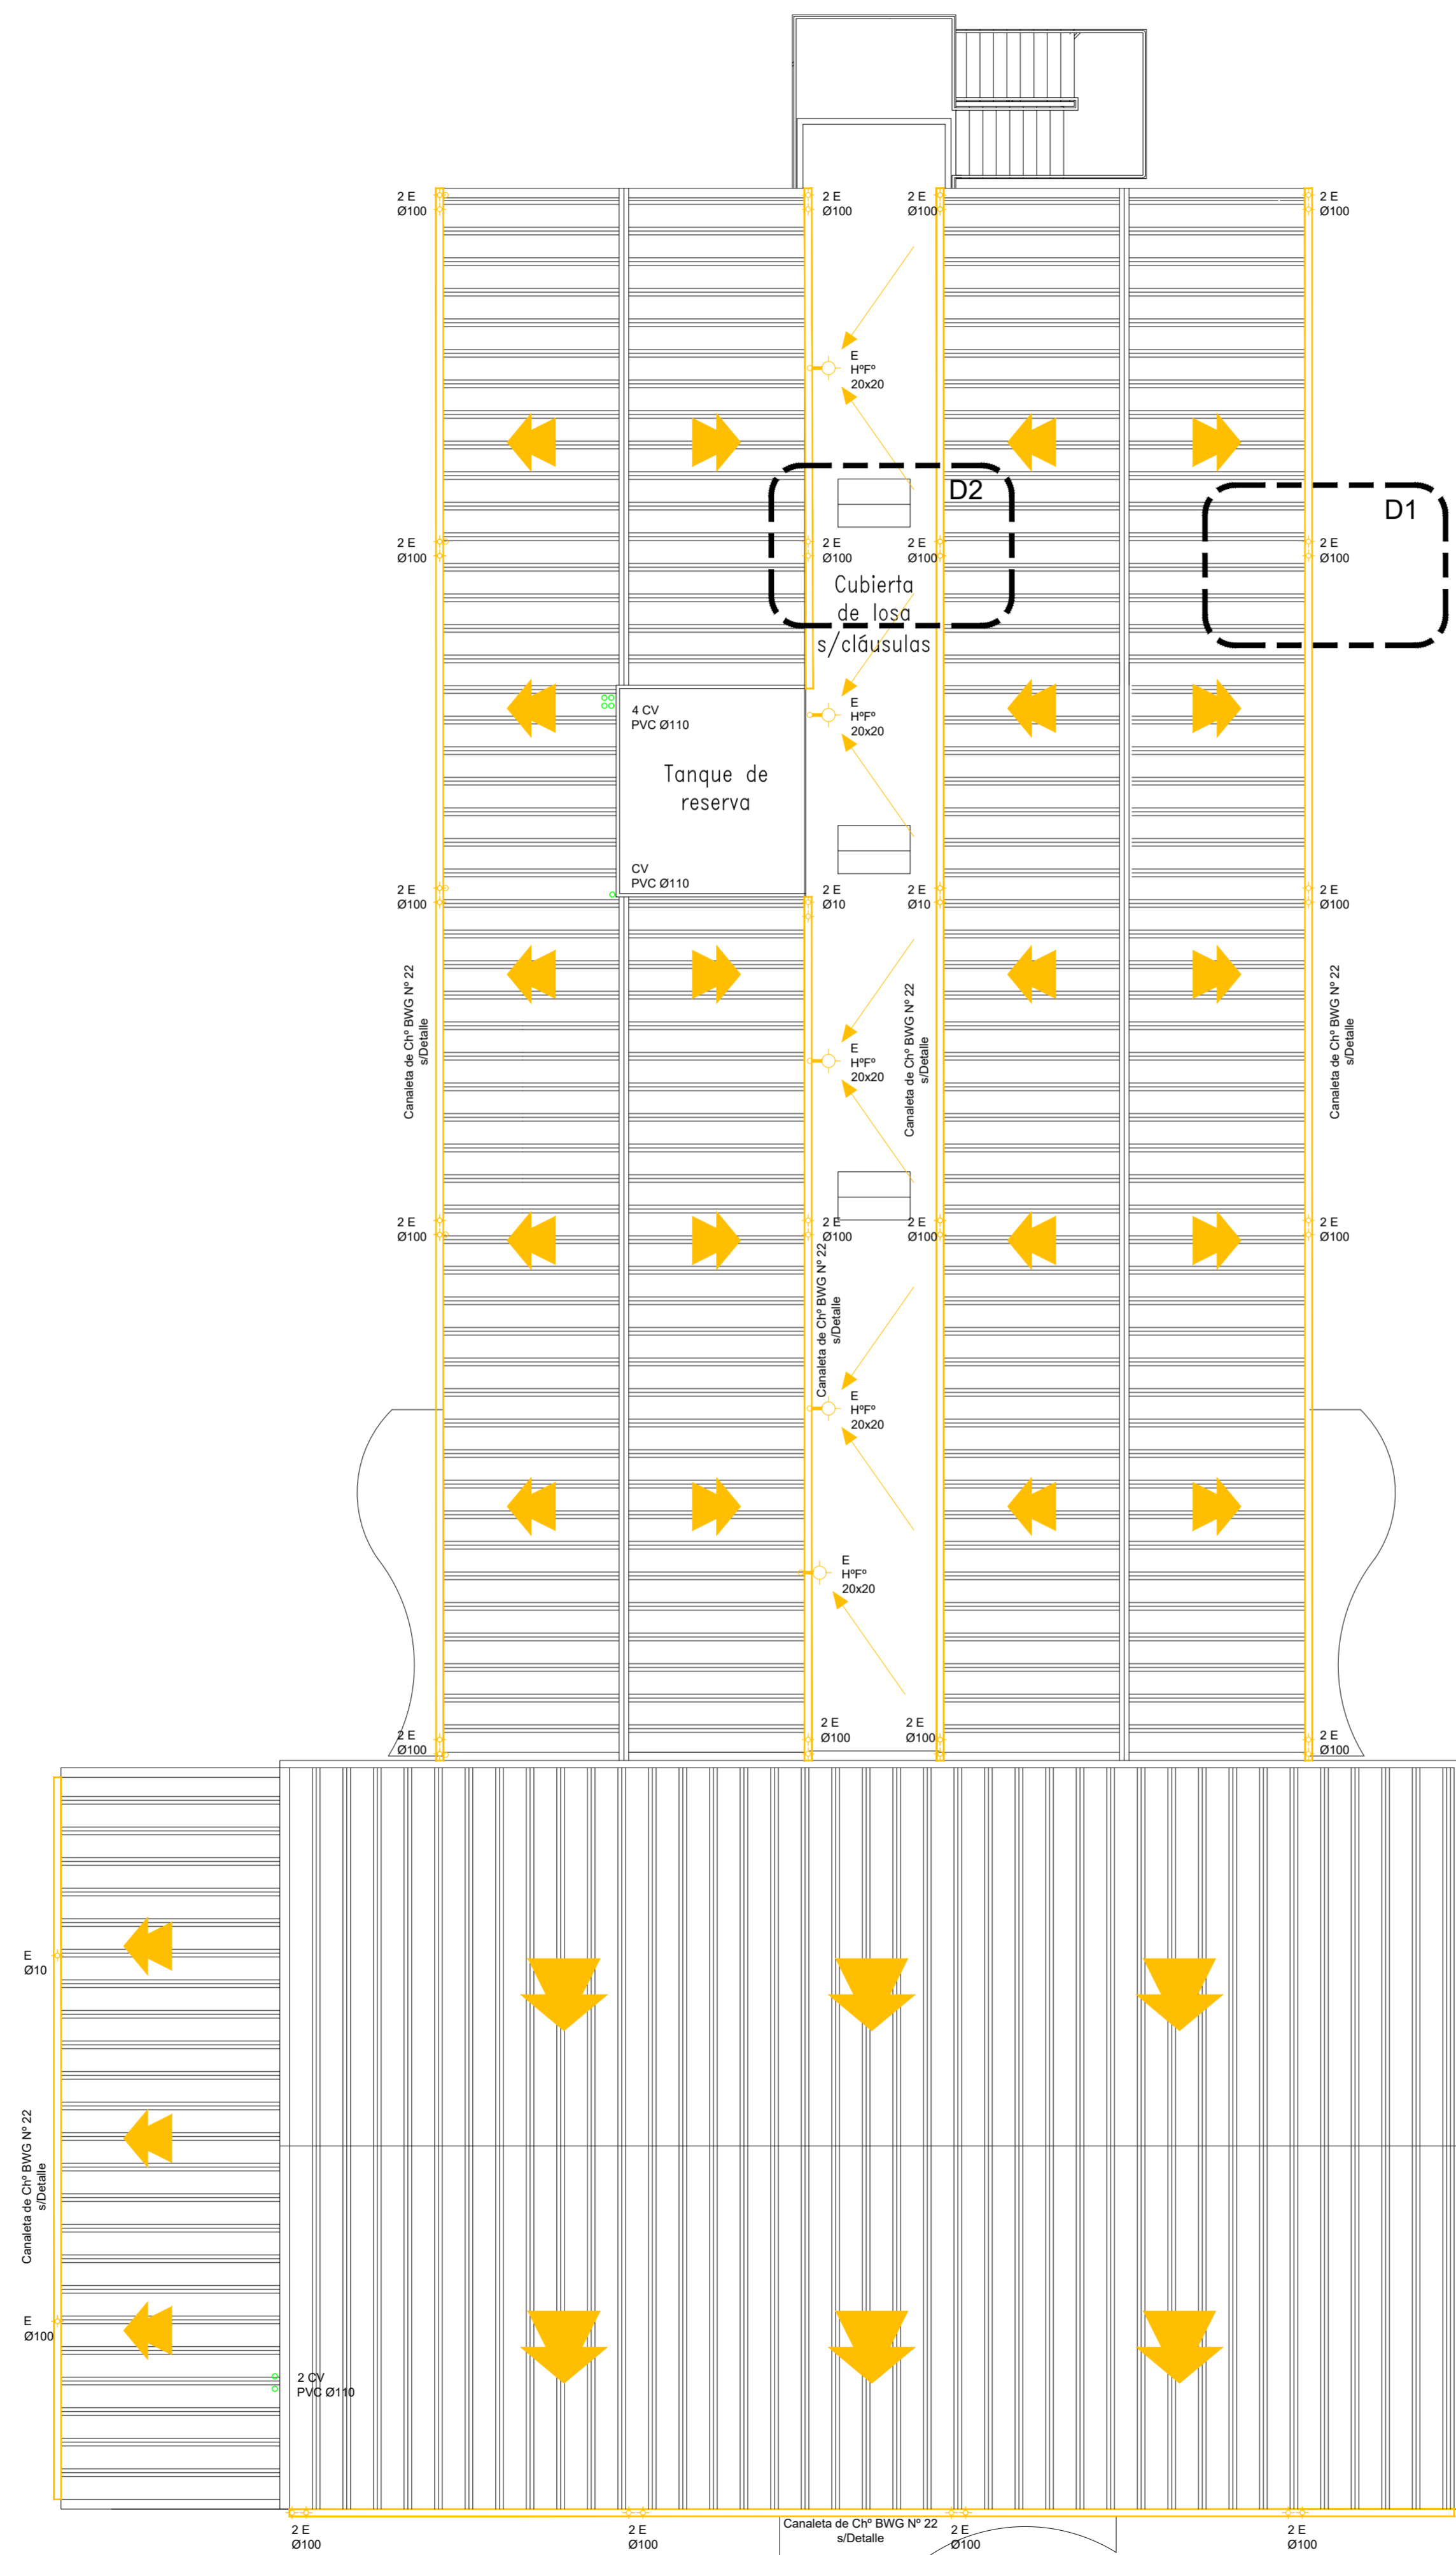 2 E
Ø100
2 E
Ø100
2 E
Ø100
2 E
Ø100
E
HºFº
20x20
D2
D1
2 E
Ø100
2 E
Ø100
2 E
Ø100
2 E
Ø100
Cubierta
de losa
s/cláusulas
4 CV
PVC Ø110
E
HºFº
20x20
Tanque de
reserva
CV
PVC Ø110
2 E
Ø100
2 E
Ø10
2 E
Ø10
2 E
Ø100
Canaleta de Chº BWG Nº 22
s/Detalle
Canaleta de Chº BWG Nº 22
s/Detalle
Canaleta de Chº BWG Nº 22
s/Detalle
E
HºFº
20x20
2 E
Ø100
2 E
Ø100
2 E
Ø100
2 E
Ø100
Canaleta de Chº BWG Nº 22
s/Detalle
E
HºFº
20x20
E
HºFº
20x20
2 E
Ø100
2 E
Ø100
2 E
Ø100
2 E
Ø100
E
Ø10
Canaleta de Chº BWG Nº 22
s/Detalle
E
Ø100
2 CV
PVC Ø110
2 E
Ø100
2 E
Ø100
Canaleta de Chº BWG Nº 22
s/Detalle
2 E
Ø100
2 E
Ø100